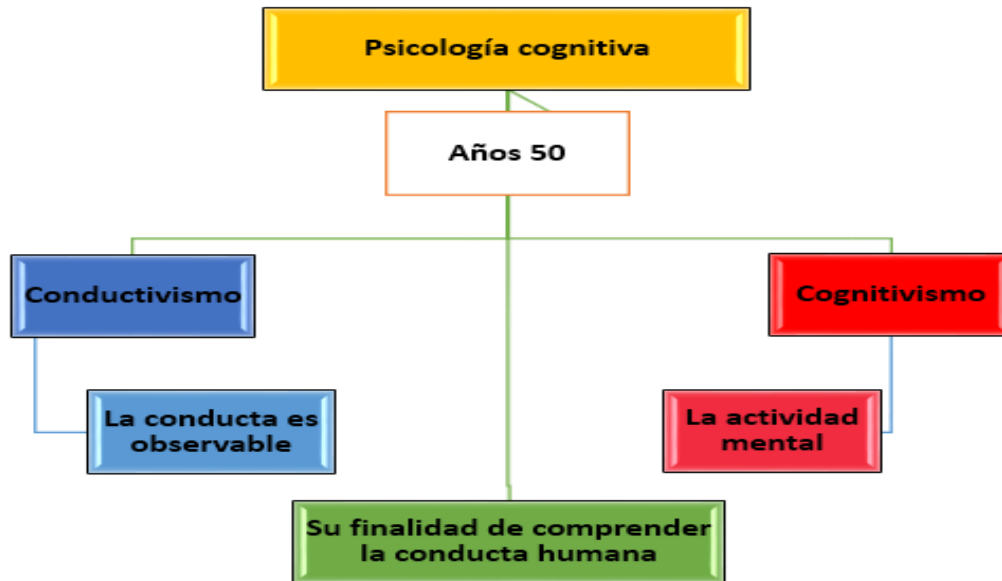 Psicología cognitiva
Años 50
Conductivismo
Cognitivismo
La conducta es
observable
La actividad
mental
Su finalidad de comprender
la conducta humana